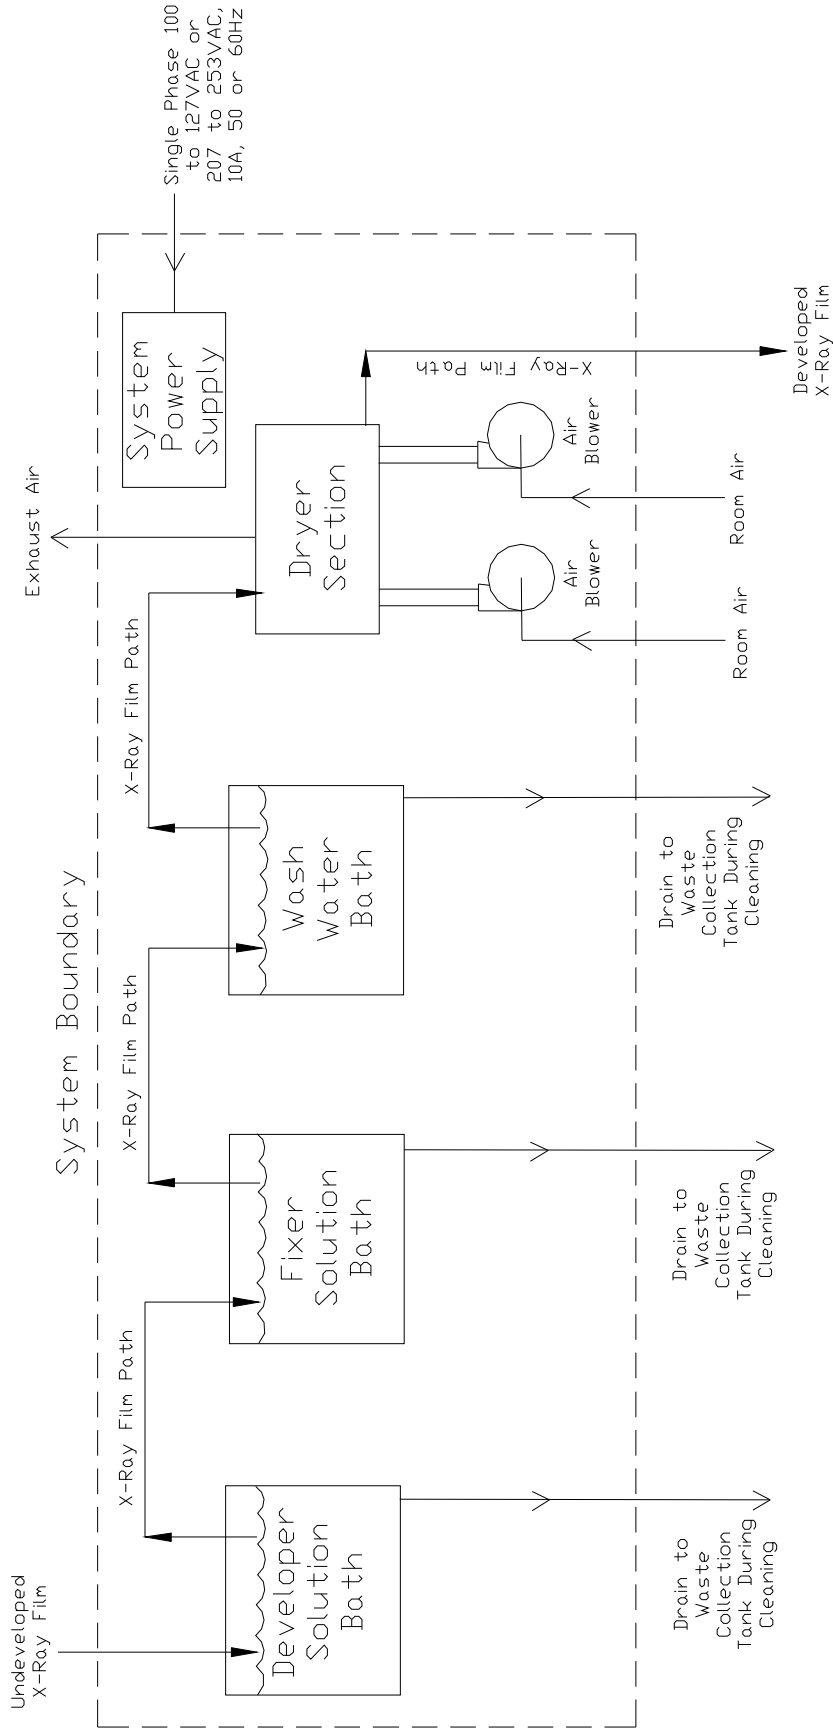 System Boundary
Undeveloped
X-Ray Film
Developer
Solution
Bath
Drain to
Waste
Collection
Tank During
Cleaning
X-Ray Film Path
Fixer
Solution
Bath
Drain to
Waste
Collection
Tank During
Cleaning
X-Ray Film Path
Wash
Water
Bath
Drain to
Waste
Collection
Tank During
Cleaning
X-Ray Film Path
Exhaust Air
Dryer
Section
Air
Blower
Room Air
Air
Blower
Room Air
X-Ray Film Path
Developed
X-Ray Film
System
Power
Supply
Single Phase 100
to 127VAC or
207 to 253VAC,
10A, 50 or 60Hz